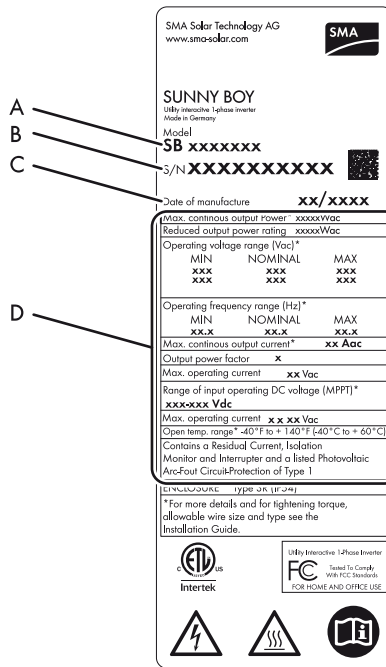 SMA Solar Technology AG
www.sma-solar.com
SMA
SUNNY BOY
Utility interacitve 1-phase inverter
Made in Germany
A
Model
SB xxxxxxx
B
S/N xxxxxxxxxx
C
Date of manufacture xx/xxxx
D
Max. continous output Power* xxxxxWac
Reduced output power rating xxxxxWac
Operating voltage range (Vac)*
MIN NOMINAL MAX
xxx xxx xxx
xxx xxx xxx
Operating frequency range (Hz)*
MIN NOMINAL MAX
xx.x xx.x xx.x
Max. continous output current* xx Aac
Output power factor x
Max. operating current xx Vac
Range of input operating DC voltage (MPPT)*
xxx-xxx Vdc
Max. operating current x x xx Vac
Open temp. range* -40°F to + 140°F (-40°C to + 60°C)
Contains a Residual Current, Isolation
Monitor and Interrupter and a listed Photovoltaic
Arc-Fout Circuit-Protection of Type 1
ENCLOSURE Type 3R (IP54)
*For more details and for tightening torque,
allowable wire size and type see the
Installation Guide.
C ETL US
Intertek
Utility Interactive 1-Phase Inverter
FC Tested To Comply
With FCC Standards
FOR HOME AND OFFICE USE